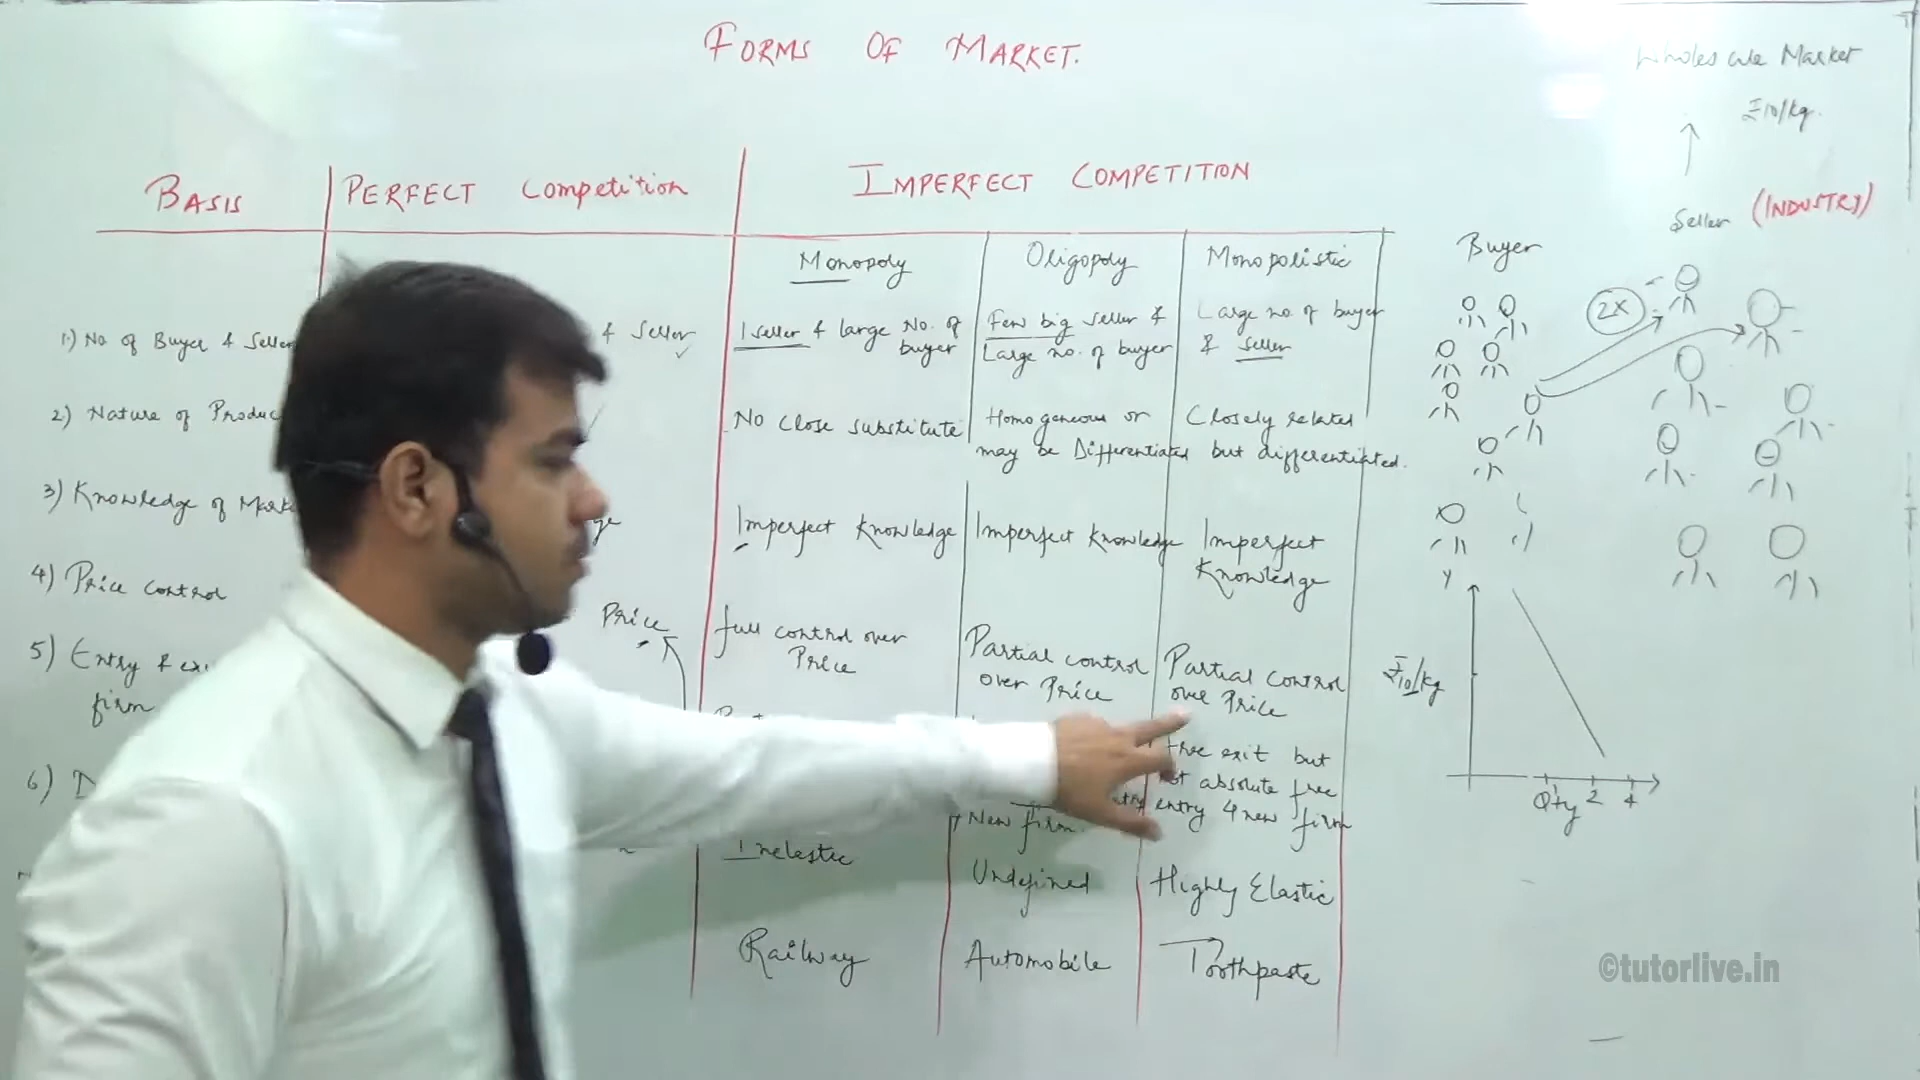 FORMS OF MARKET.
Wholesale Market
₹10/kg.
Seller (INDUSTRY)
BASIS
PERFECT Competition
IMPERFECT COMPETITION
Buyer
2X
Monopoly
Oligopoly
Monopolistic
1) No of Buyer & Seller
& Seller
1 Seller & large No. of
buyer
Few big seller &
Large no. of buyer
Large no. of buyer
& seller
2) Nature of Produc
No close substitute
Homogeneous or
may be Differentiated
Closely related
but differentiated.
3) Knowledge of Mark
ge
Imperfect Knowledge
Imperfect Knowledge
Imperfect
Knowledge
4) Price control
Price
full control over
Price
Partial control
over Price
Partial control
over Price
5) Entry & exi
firm
New firm.
free exit but
absolute free
entry 4 new firm
6) D
Inelastic
Undefined
Highly Elastic
Railway
Automobile
Toothpaste
Y
₹10/kg
Qty 2 4
©tutorlive.in